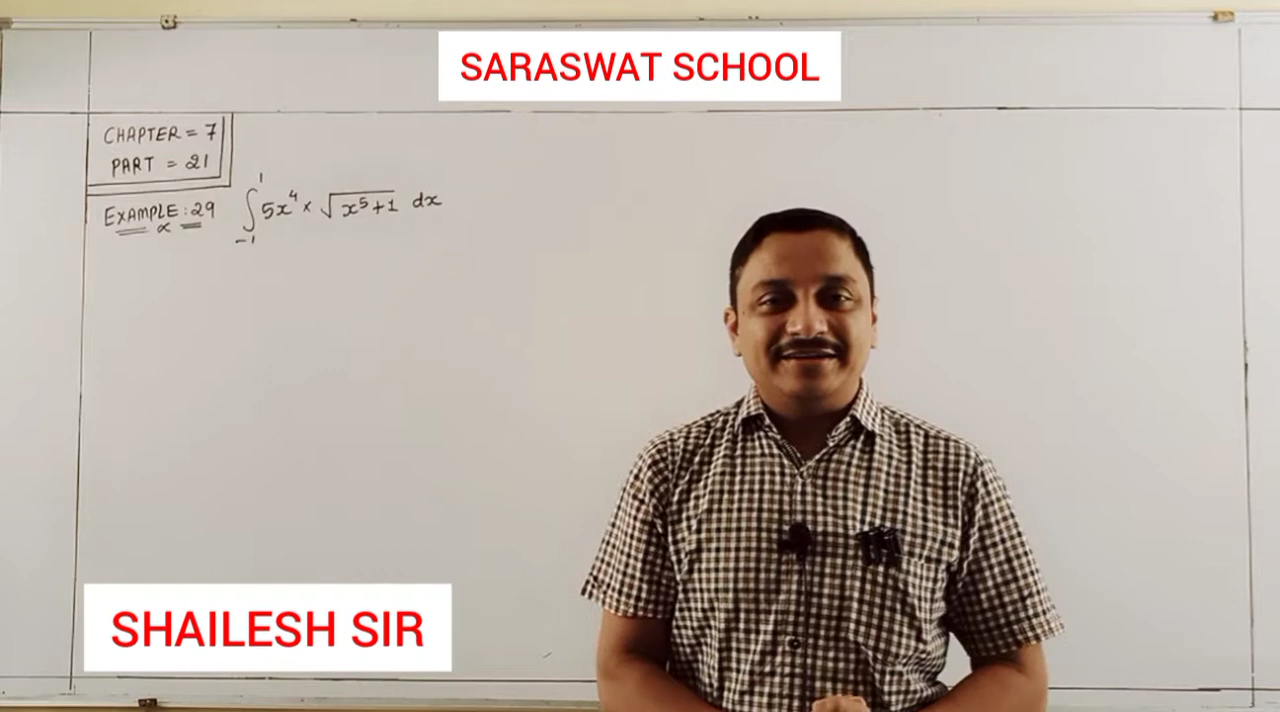 SARASWAT SCHOOL
CHAPTER = 7
PART = 21
EXAMPLE : 29 ∫₋₁¹ 5x⁴ × √(x⁵+1) dx
SHAILESH SIR